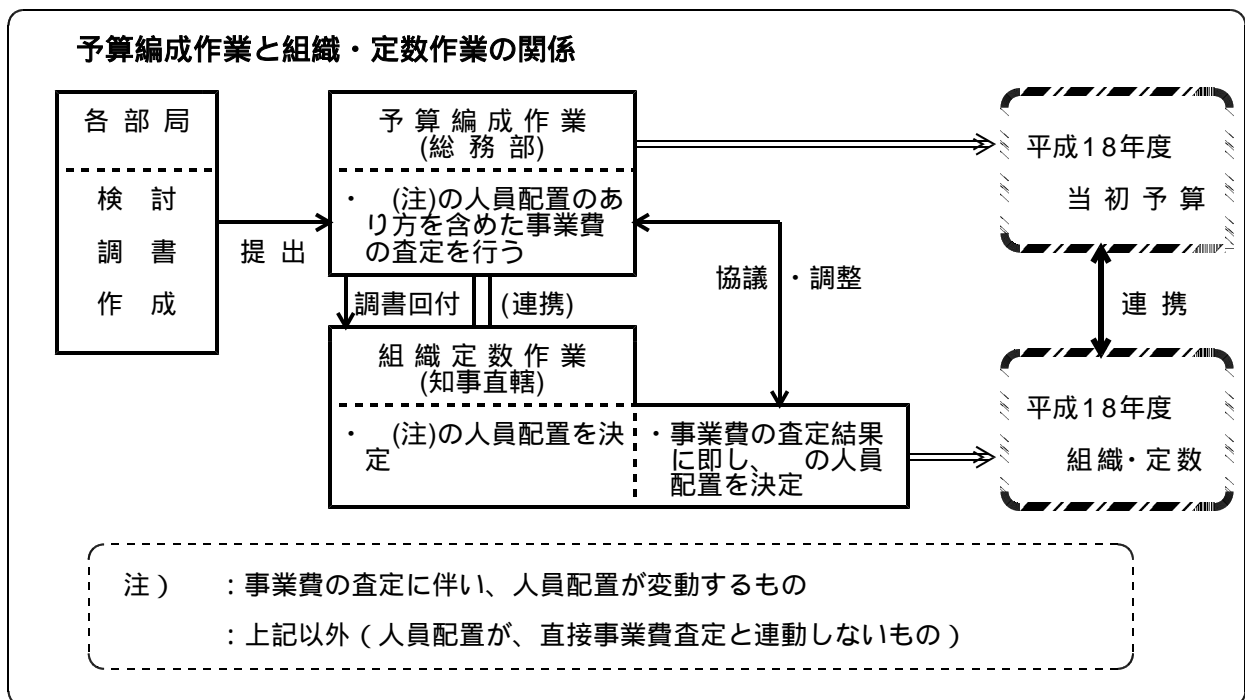 予算編成作業と組織・定数作業の関係
各部局
検討
調書
作成
提出
予算編成作業
(総務部)
・ (注)の人員配置のあ
り方を含めた事業費
の査定を行う
調書回付
(連携)
組織定数作業
(知事直轄)
・ (注)の人員配置を決
定
・事業費の査定結果
に即し、 の人員
配置を決定
協議・調整
平成18年度
当初予算
連携
平成18年度
組織・定数
注) :事業費の査定に伴い、人員配置が変動するもの
:上記以外(人員配置が、直接事業費査定と連動しないもの)